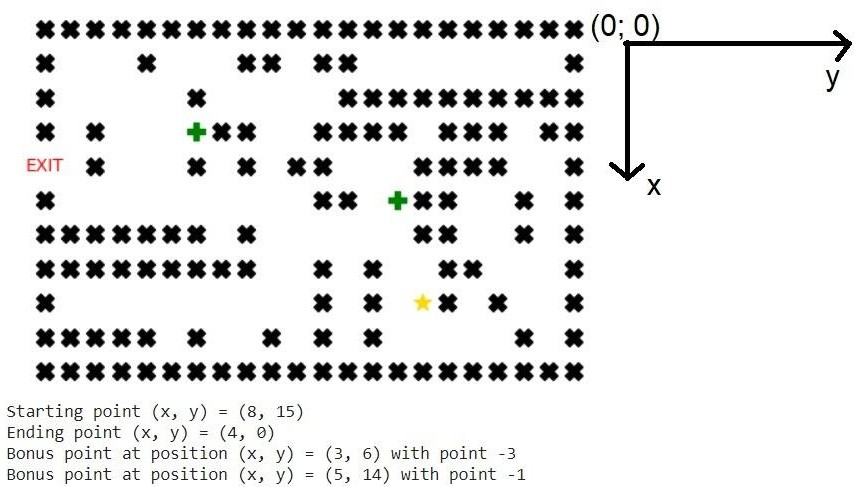 (0; 0)
y
EXIT
x
Starting point (x, y) = (8, 15)
Ending point (x, y) = (4, 0)
Bonus point at position (x, y) = (3, 6) with point -3
Bonus point at position (x, y) = (5, 14) with point -1